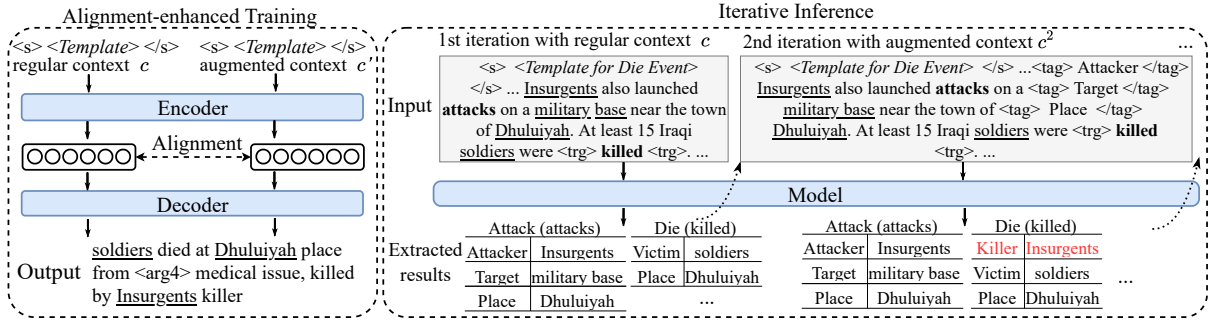 Alignment-enhanced Training
<s> <Template> </s>
regular context c
<s> <Template> </s>
augmented context c′
Encoder
Alignment
Decoder
Output
soldiers died at Dhuluiyah place
from <arg4> medical issue, killed
by Insurgents killer
Iterative Inference
1st iteration with regular context c
Input
<s> <Template for Die Event>
</s> ... Insurgents also launched
attacks on a military base near the town
of Dhuluiyah. At least 15 Iraqi
soldiers were <trg> killed <trg>. ...
2nd iteration with augmented context c²
...
<s> <Template for Die Event> </s> ...<tag> Attacker </tag>
Insurgents also launched attacks on a <tag> Target </tag>
military base near the town of <tag> Place </tag>
Dhuluiyah. At least 15 Iraqi soldiers were <trg> killed
<trg>. ...
Model
Extracted
results
Attack (attacks)
Attacker Insurgents
Target military base
Place Dhuluiyah
Die (killed)
Victim soldiers
Place Dhuluiyah
...
Attack (attacks)
Attacker Insurgents
Target military base
Place Dhuluiyah
Die (killed)
Killer Insurgents
Victim soldiers
Place Dhuluiyah
...